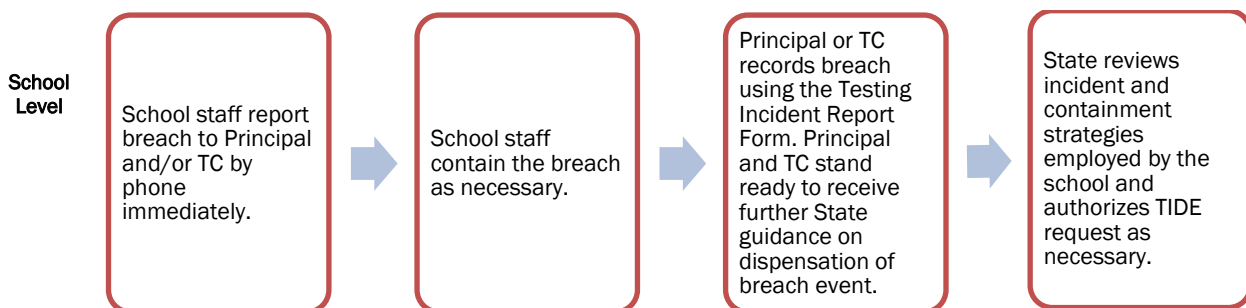 School
Level
School staff report
breach to Principal
and/or TC by
phone
immediately.
School staff
contain the breach
as necessary.
Principal or TC
records breach
using the Testing
Incident Report
Form. Principal
and TC stand
ready to receive
further State
guidance on
dispensation of
breach event.
State reviews
incident and
containment
strategies
employed by the
school and
authorizes TIDE
request as
necessary.